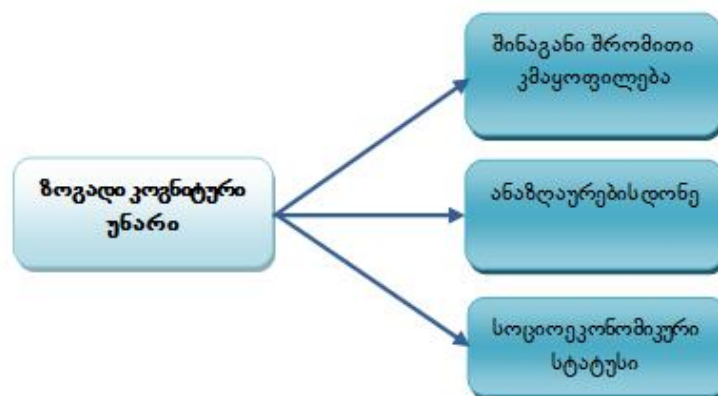 შინაგანი შრომითი
კმაყოფილება
ზოგადი კოგნიტური
უნარი
ანაზღაურების დონე
სოციოეკონომიკური
სტატუსი